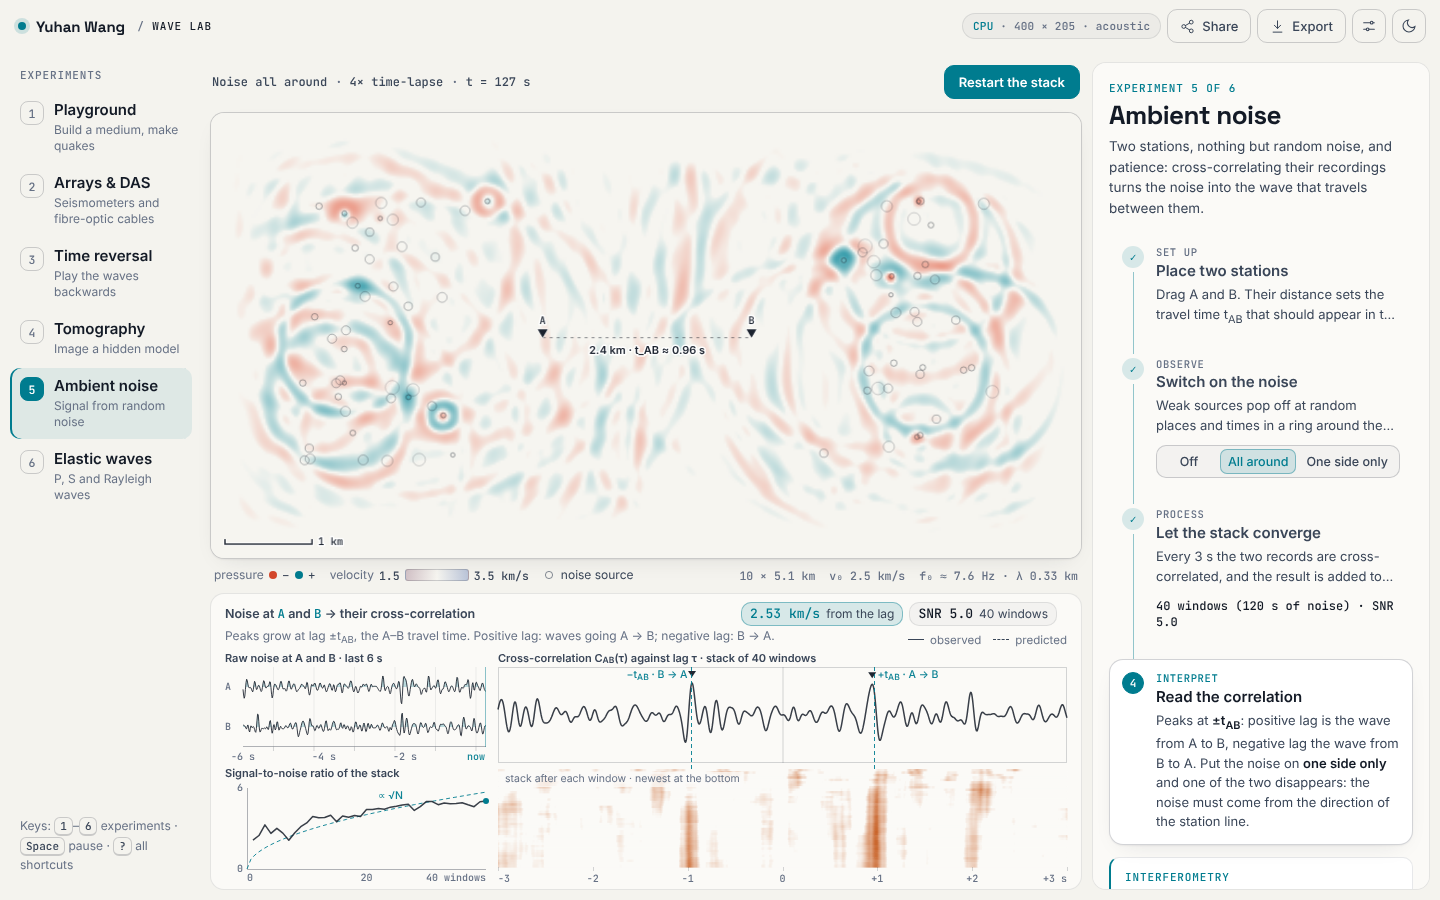 Yuhan Wang / WAVE LAB
CPU · 400 × 205 · acoustic
Share
Export
EXPERIMENTS
1 Playground
Build a medium, make
quakes
2 Arrays & DAS
Seismometers and
fibre-optic cables
3 Time reversal
Play the waves
backwards
4 Tomography
Image a hidden model
5 Ambient noise
Signal from random
noise
6 Elastic waves
P, S and Rayleigh
waves
Keys: 1–6 experiments ·
Space pause · ? all
shortcuts
Noise all around · 4× time-lapse · t = 127 s
Restart the stack
A
B
2.4 km · t_AB ≈ 0.96 s
1 km
pressure − + velocity 1.5 3.5 km/s noise source
10 × 5.1 km v₀ 2.5 km/s f₀ ≈ 7.6 Hz · λ 0.33 km
Noise at A and B → their cross-correlation
2.53 km/s from the lag
SNR 5.0 40 windows
Peaks grow at lag ±tAB, the A–B travel time. Positive lag: waves going A → B; negative lag: B → A.
observed predicted
Raw noise at A and B · last 6 s
A
B
-6 s -4 s -2 s now
Cross-correlation CAB(τ) against lag τ · stack of 40 windows
−tAB · B → A
+tAB · A → B
Signal-to-noise ratio of the stack
6
∝ √N
0
0 20 40 windows
stack after each window · newest at the bottom
-3 -2 -1 0 +1 +2 +3 s
EXPERIMENT 5 OF 6
Ambient noise
Two stations, nothing but random noise, and
patience: cross-correlating their recordings
turns the noise into the wave that travels
between them.
✓ SET UP
Place two stations
Drag A and B. Their distance sets the
travel time tAB that should appear in t…
✓ OBSERVE
Switch on the noise
Weak sources pop off at random
places and times in a ring around the…
Off All around One side only
✓ PROCESS
Let the stack converge
Every 3 s the two records are cross-
correlated, and the result is added to…
40 windows (120 s of noise) · SNR
5.0
4 INTERPRET
Read the correlation
Peaks at ±tAB: positive lag is the wave
from A to B, negative lag the wave from
B to A. Put the noise on one side only
and one of the two disappears: the
noise must come from the direction of
the station line.
INTERFEROMETRY